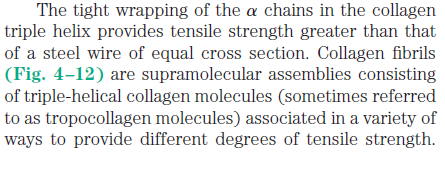 The tight wrapping of the α chains in the collagen
triple helix provides tensile strength greater than that
of a steel wire of equal cross section. Collagen fibrils
(Fig. 4–12) are supramolecular assemblies consisting
of triple-helical collagen molecules (sometimes referred
to as tropocollagen molecules) associated in a variety of
ways to provide different degrees of tensile strength.